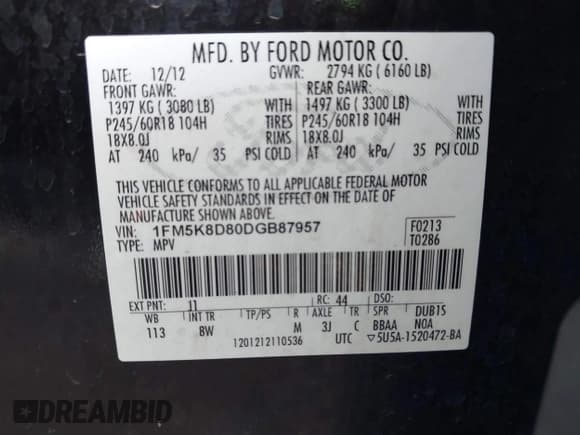 MFD. BY FORD MOTOR CO.
DATE: 12/12 GVWR: 2794 KG ( 6160 LB)
FRONT GAWR: REAR GAWR:
1397 KG ( 3080 LB) WITH 1497 KG ( 3300 LB) WITH
P245/60R18 104H TIRES P245/60R18 104H TIRES
18X8.0J RIMS 18X8.0J RIMS
AT 240 kPa/ 35 PSI COLD AT 240 kPa/ 35 PSI COLD
THIS VEHICLE CONFORMS TO ALL APPLICABLE FEDERAL MOTOR
VEHICLE SAFETY STANDARDS IN EFFECT ON THE DATE OF
MANUFACTURE SHOWN ABOVE.
VIN: 1FM5K8D80DGB87957 F0213
TYPE: MPV T0286
EXT PNT: J1 RC: 44 DSO:
WB INT TR TP/PS R AXLE TR SPR DUB1S
113 BW M 3J C BBAA N0A
1201212110536 UTC ▽5U5A-1520472-BA
DREAMBID